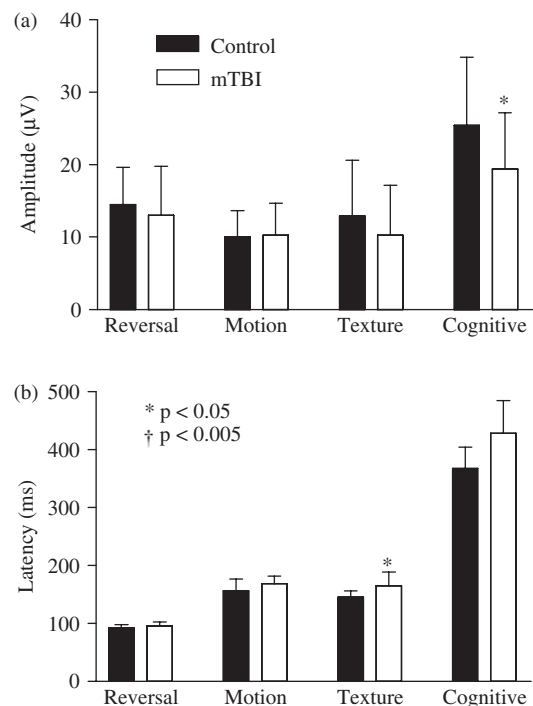 (a)
40
30
20
10
0
Amplitude (µV)
Control
mTBI
*
Reversal Motion Texture Cognitive
(b)
500
400
300
200
100
0
Latency (ms)
* p < 0.05
† p < 0.005
*
Reversal Motion Texture Cognitive